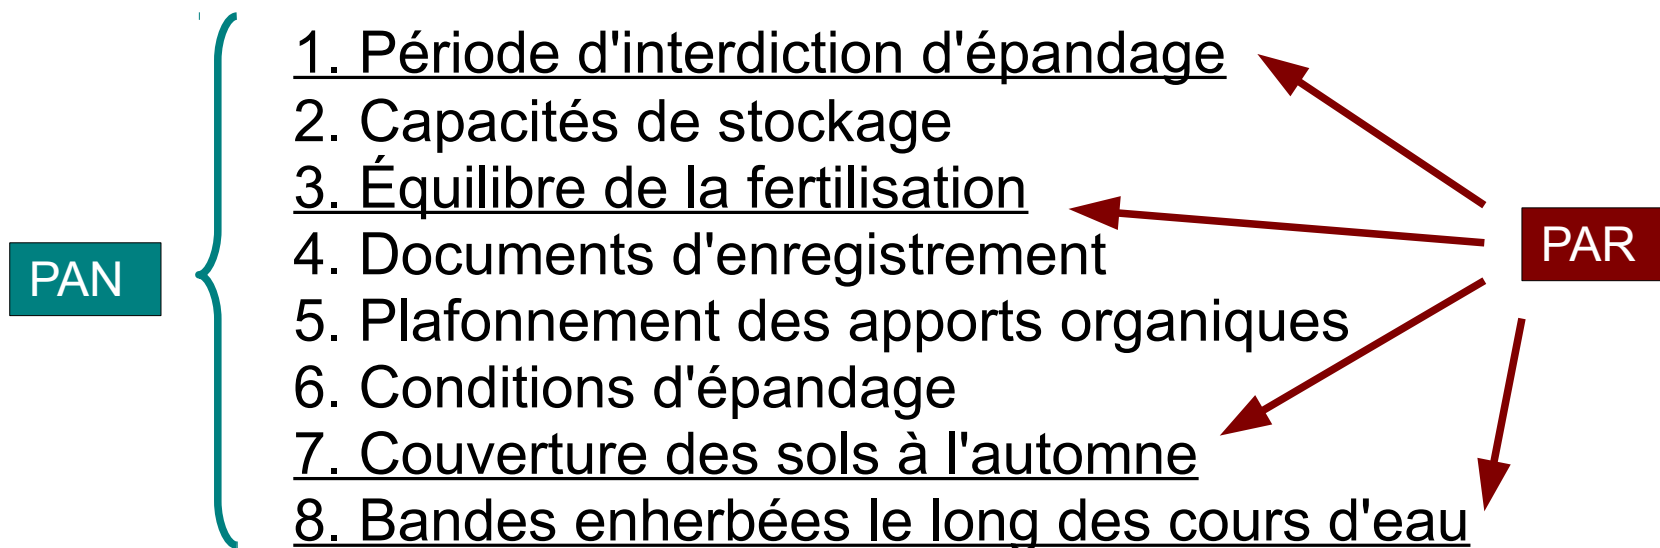 1. Période d'interdiction d'épandage
2. Capacités de stockage
3. Équilibre de la fertilisation
4. Documents d'enregistrement
5. Plafonnement des apports organiques
6. Conditions d'épandage
7. Couverture des sols à l'automne
8. Bandes enherbées le long des cours d'eau
PAN
PAR